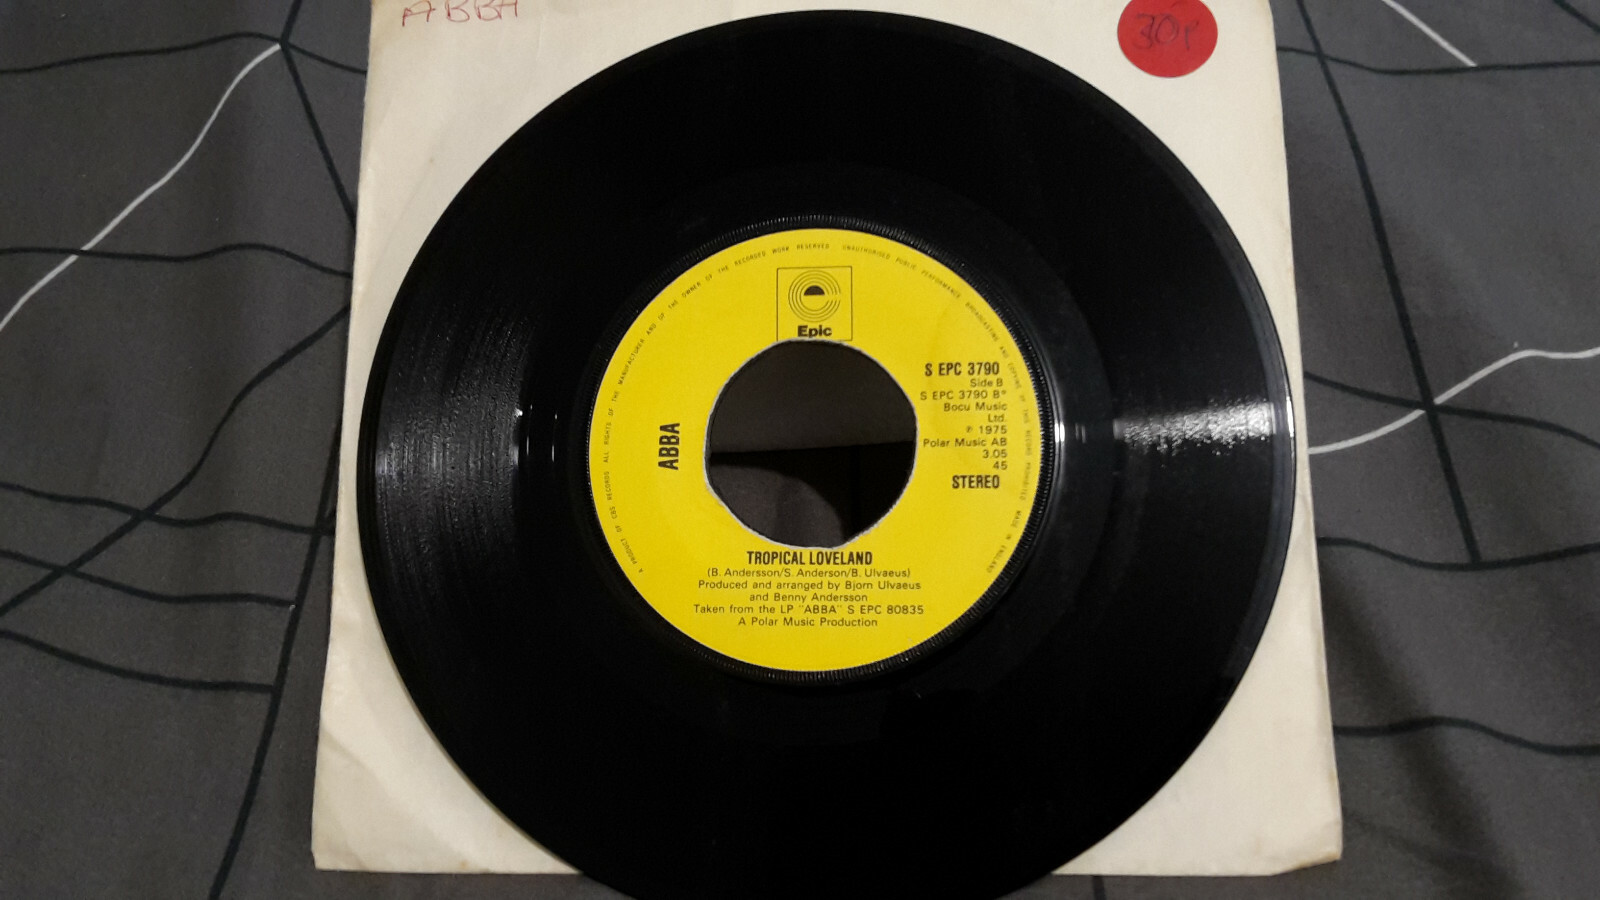 ABBA
30p
A PRODUCT OF CBS RECORDS ALL RIGHTS OF THE MANUFACTURER AND OF THE OWNER OF THE RECORDED WORK RESERVED UNAUTHORISED PUBLIC PERFORMANCE BROADCASTING AND COPYING OF THIS RECORD PROHIBITED MADE IN ENGLAND
Epic
S EPC 3790
Side B
S EPC 3790 B*
Bocu Music
Ltd.
℗ 1975
Polar Music AB
3.05
45
STEREO
ABBA
TROPICAL LOVELAND
(B. Andersson/S. Anderson/B. Ulvaeus)
Produced and arranged by Bjorn Ulvaeus
and Benny Andersson
Taken from the LP "ABBA" S EPC 80835
A Polar Music Production